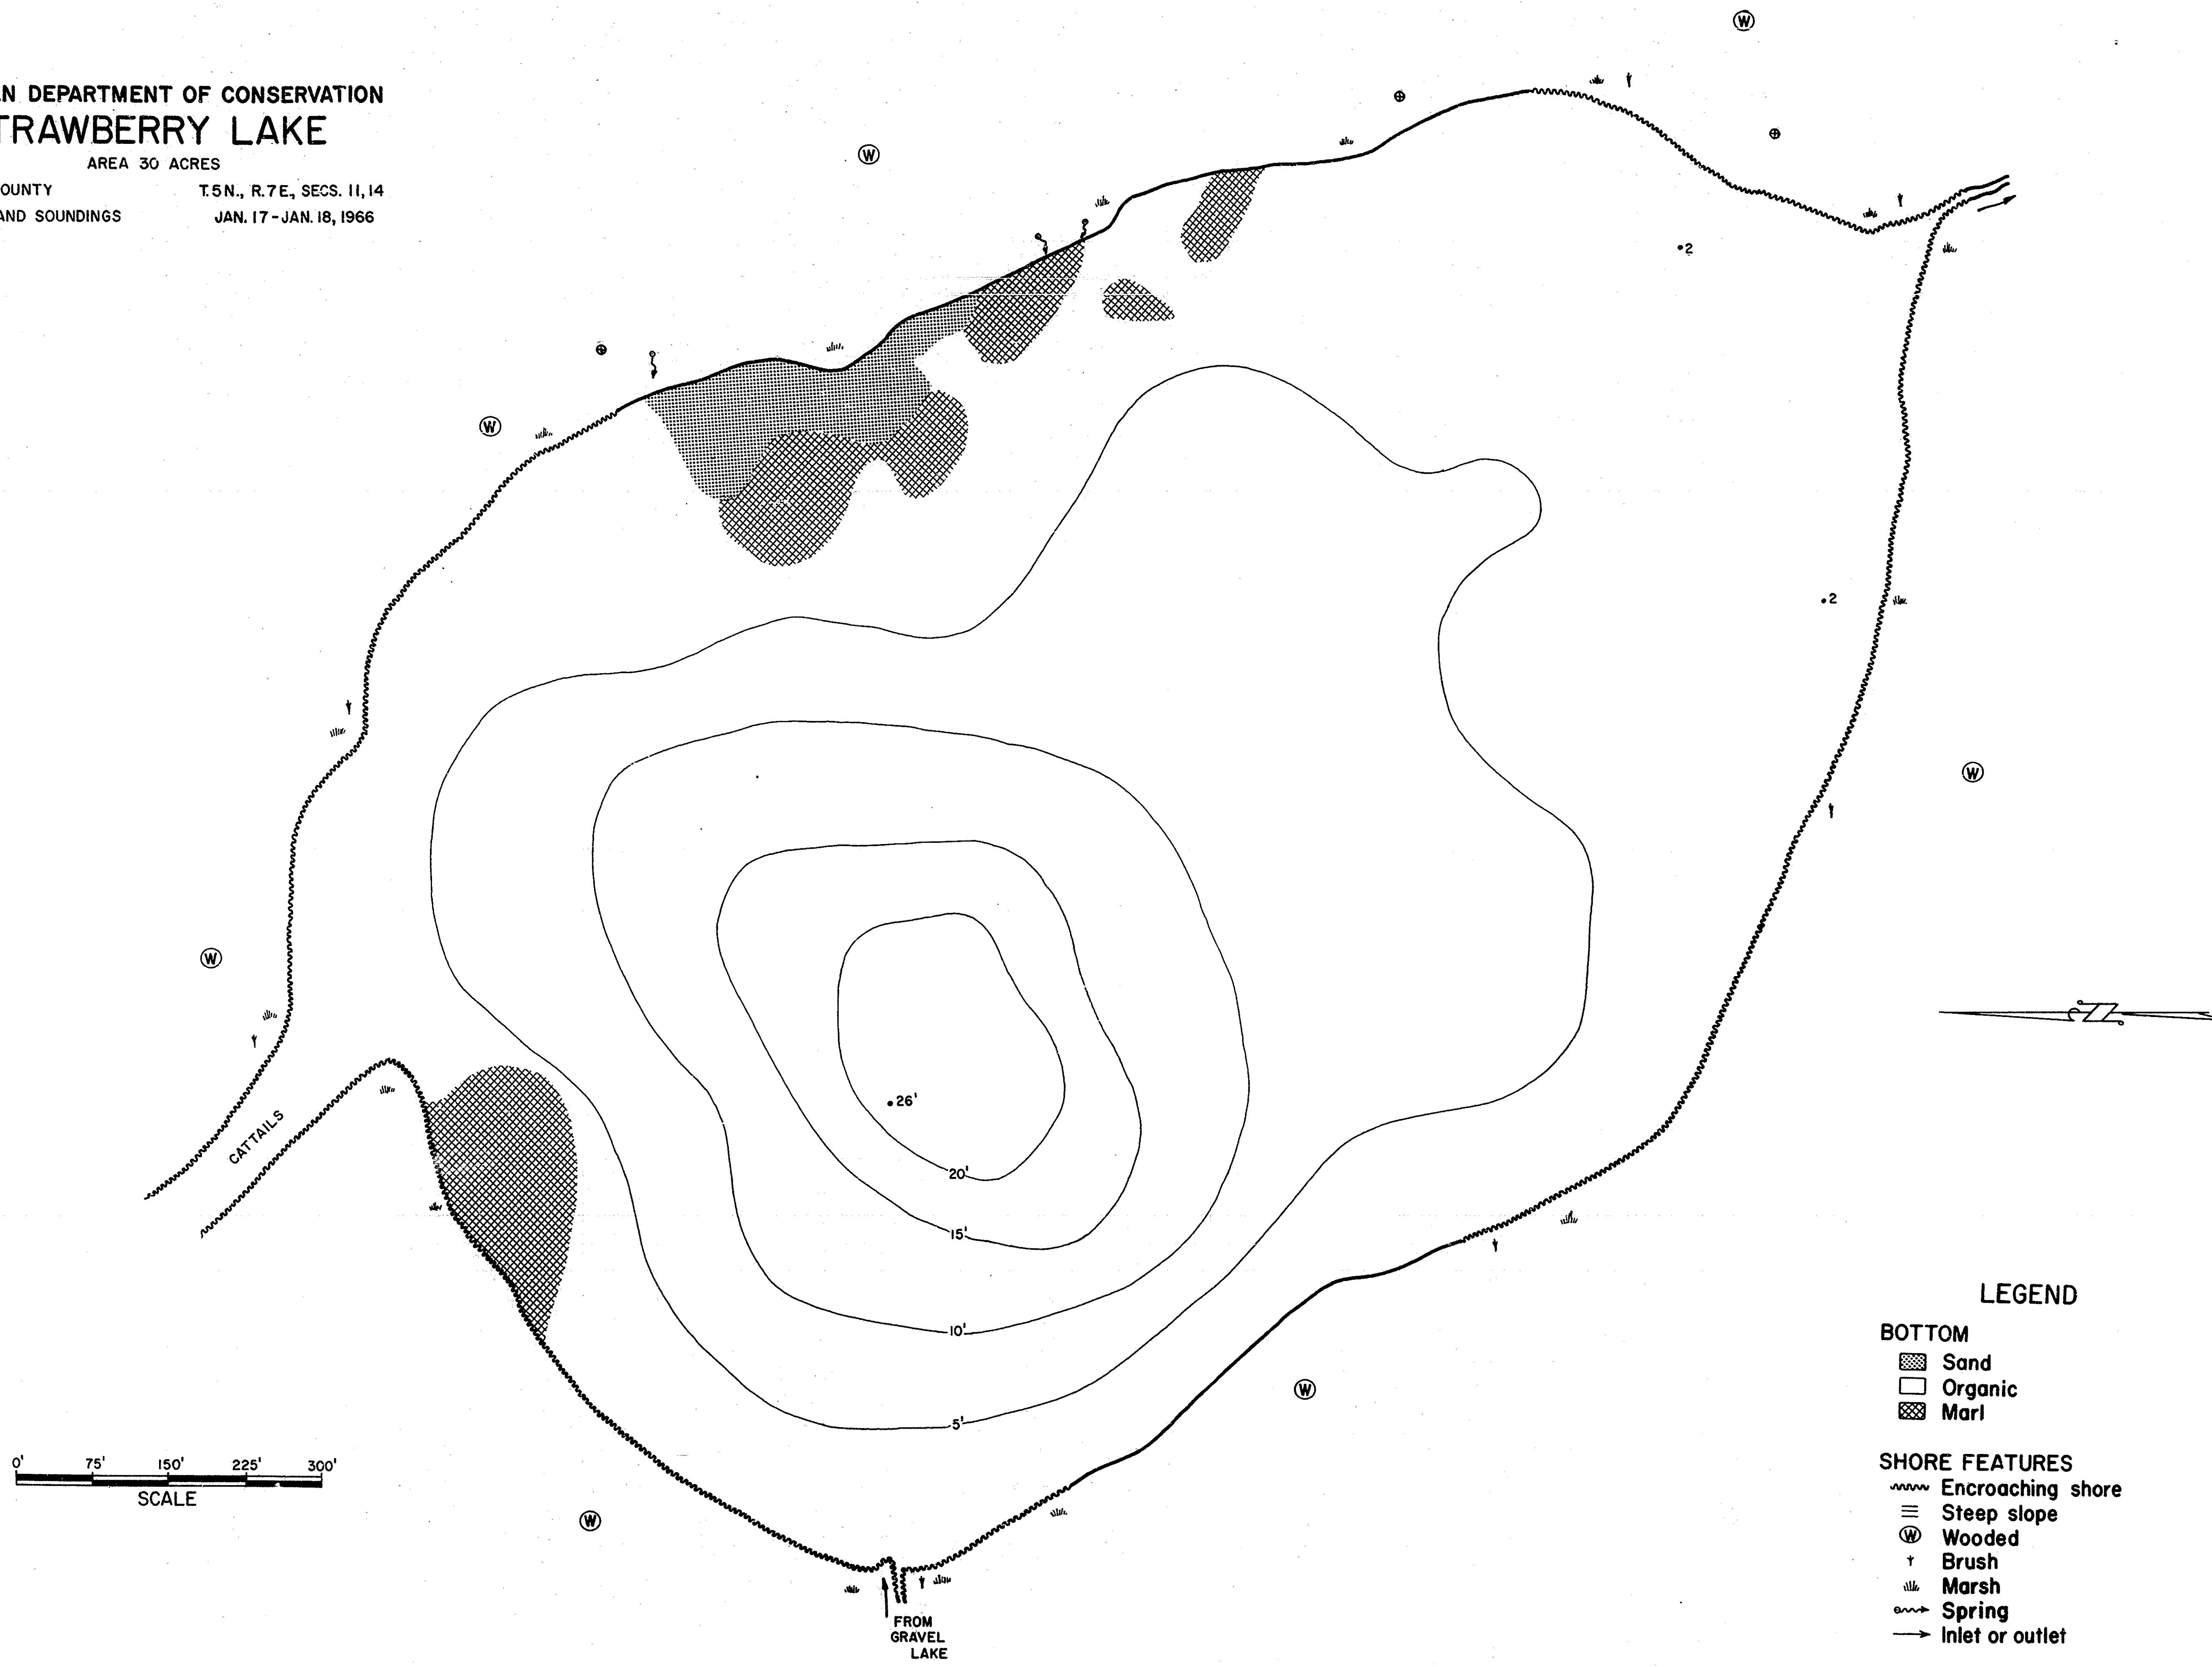 N DEPARTMENT OF CONSERVATION
TRAWBERRY LAKE
AREA 30 ACRES
OUNTY T.5N., R.7E., SECS. 11,14
AND SOUNDINGS JAN. 17-JAN. 18, 1966
W
W
W
W
W
W
W
W
2
2
CATTAILS
26'
20'
15'
10'
5'
FROM
GRAVEL
LAKE
Z
0' 75' 150' 225' 300'
SCALE
LEGEND
BOTTOM
Sand
Organic
Marl
SHORE FEATURES
Encroaching shore
Steep slope
W Wooded
Brush
Marsh
Spring
Inlet or outlet